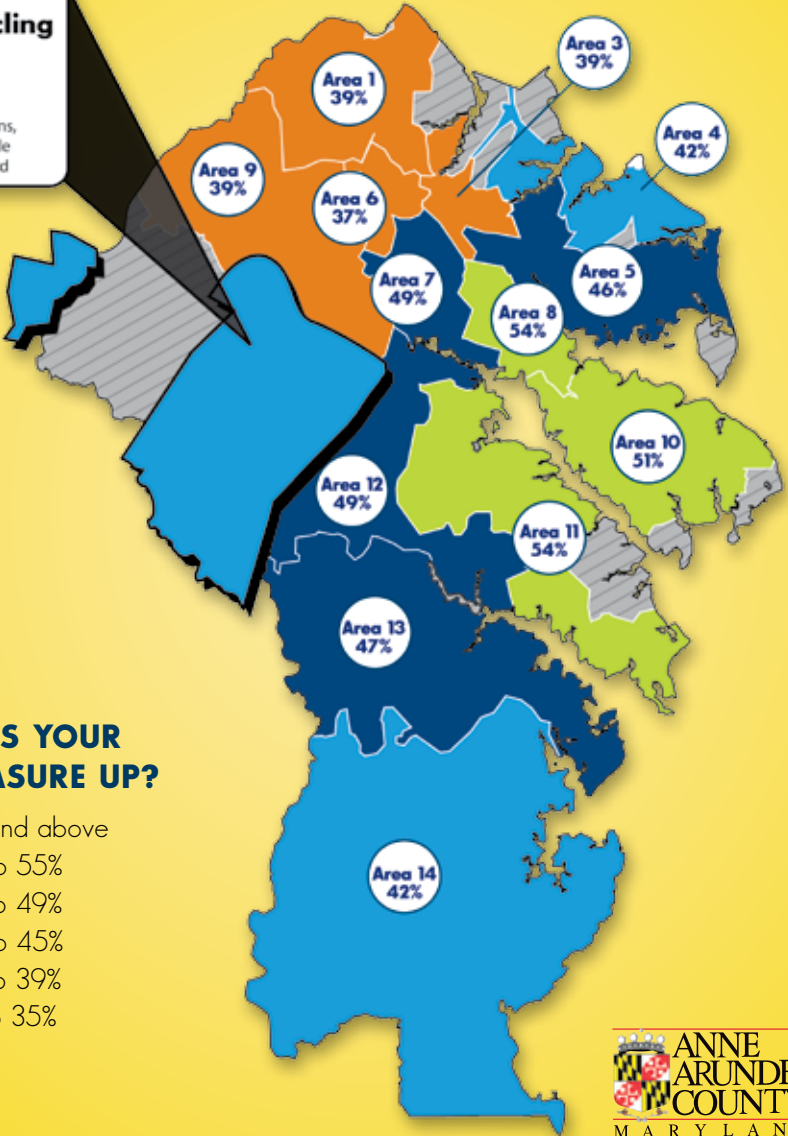 cling
ns,
le
d
Area 1
39%
Area 3
39%
Area 4
42%
Area 9
39%
Area 6
37%
Area 7
49%
Area 5
46%
Area 8
54%
Area 10
51%
Area 12
49%
Area 11
54%
Area 13
47%
S YOUR
ASURE UP?
nd above
o 55%
o 49%
o 45%
o 39%
o 35%
Area 14
42%
ANNE
ARUNDE
COUNT
MARYLAN